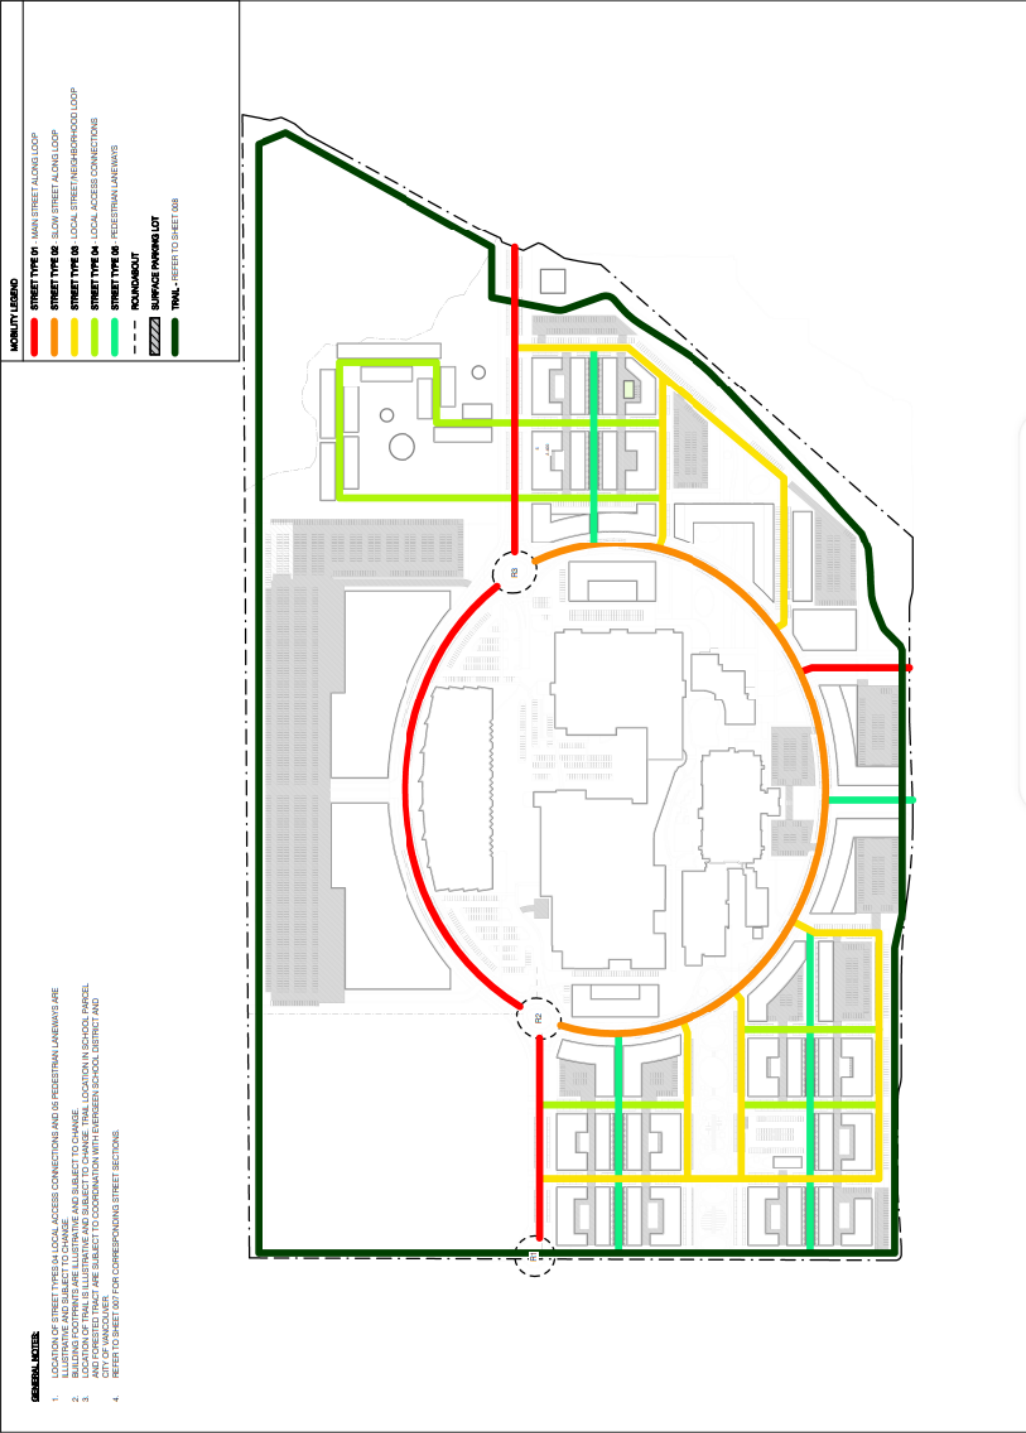 MOBILITY LEGEND
STREET TYPE 01 - MAIN STREET ALONG LOOP
STREET TYPE 02 - SLOW STREET ALONG LOOP
STREET TYPE 03 - LOCAL STREET/NEIGHBORHOOD LOOP
STREET TYPE 04 - LOCAL ACCESS CONNECTIONS
STREET TYPE 05 - PEDESTRIAN LANEWAYS
ROUNDABOUT
SURFACE PARKING LOT
TRAIL - REFER TO SHEET 008
R3
R2
R1
GENERAL NOTES:
1. LOCATION OF STREET TYPES 04 LOCAL ACCESS CONNECTIONS AND 05 PEDESTRIAN LANEWAYS ARE
ILLUSTRATIVE AND SUBJECT TO CHANGE.
2. BUILDING FOOTPRINTS ARE ILLUSTRATIVE AND SUBJECT TO CHANGE.
3. LOCATION OF TRAIL IS ILLUSTRATIVE AND SUBJECT TO CHANGE. TRAIL LOCATION IN SCHOOL PARCEL
AND FORESTED TRACT ARE SUBJECT TO COORDINATION WITH EVERGEEN SCHOOL DISTRICT AND
CITY OF VANCOUVER.
4. REFER TO SHEET 007 FOR CORRESPONDING STREET SECTIONS.